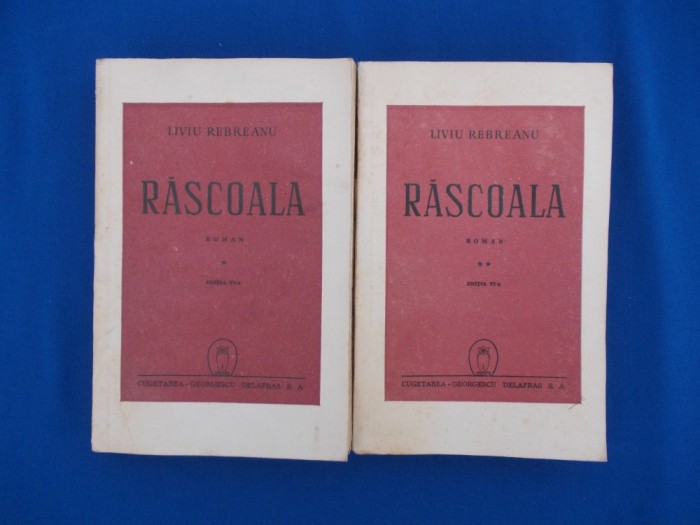 LIVIU REBREANU
RĂSCOALA
ROMAN
*
EDIȚIA VI-a
CUGETAREA-GEORGESCU DELAFRAS S. A
LIVIU REBREANU
RĂSCOALA
ROMAN
**
EDIȚIA VI-a
CUGETAREA-GEORGESCU DELAFRAS S. A